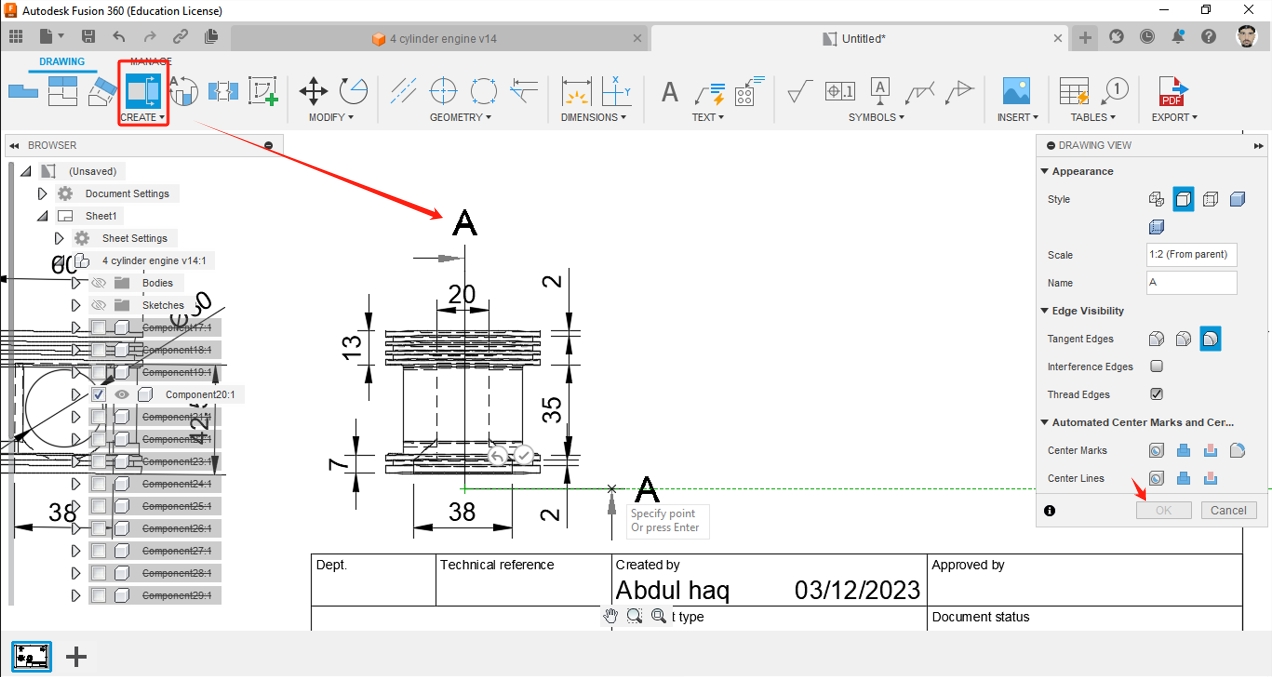 Autodesk Fusion 360 (Education License)
4 cylinder engine v14
Untitled*
DRAWING
MANAGE
CREATE
MODIFY
GEOMETRY
DIMENSIONS
TEXT
SYMBOLS
INSERT
TABLES
EXPORT
BROWSER
(Unsaved)
Document Settings
Sheet1
Sheet Settings
4 cylinder engine v14:1
Bodies
Sketches
Component17:1
Component18:1
Component19:1
Component20:1
Component21:1
Component23:1
Component24:1
Component25:1
Component26:1
Component27:1
Component28:1
Component29:1
38
A
20
2
13
35
7
38
2
A
Specify point
Or press Enter
Dept.
Technical reference
Created by
Abdul haq 03/12/2023
Approved by
t type
Document status
DRAWING VIEW
Appearance
Style
Scale
1:2 (From parent)
Name
A
Edge Visibility
Tangent Edges
Interference Edges
Thread Edges
Automated Center Marks and Cer...
Center Marks
Center Lines
OK
Cancel